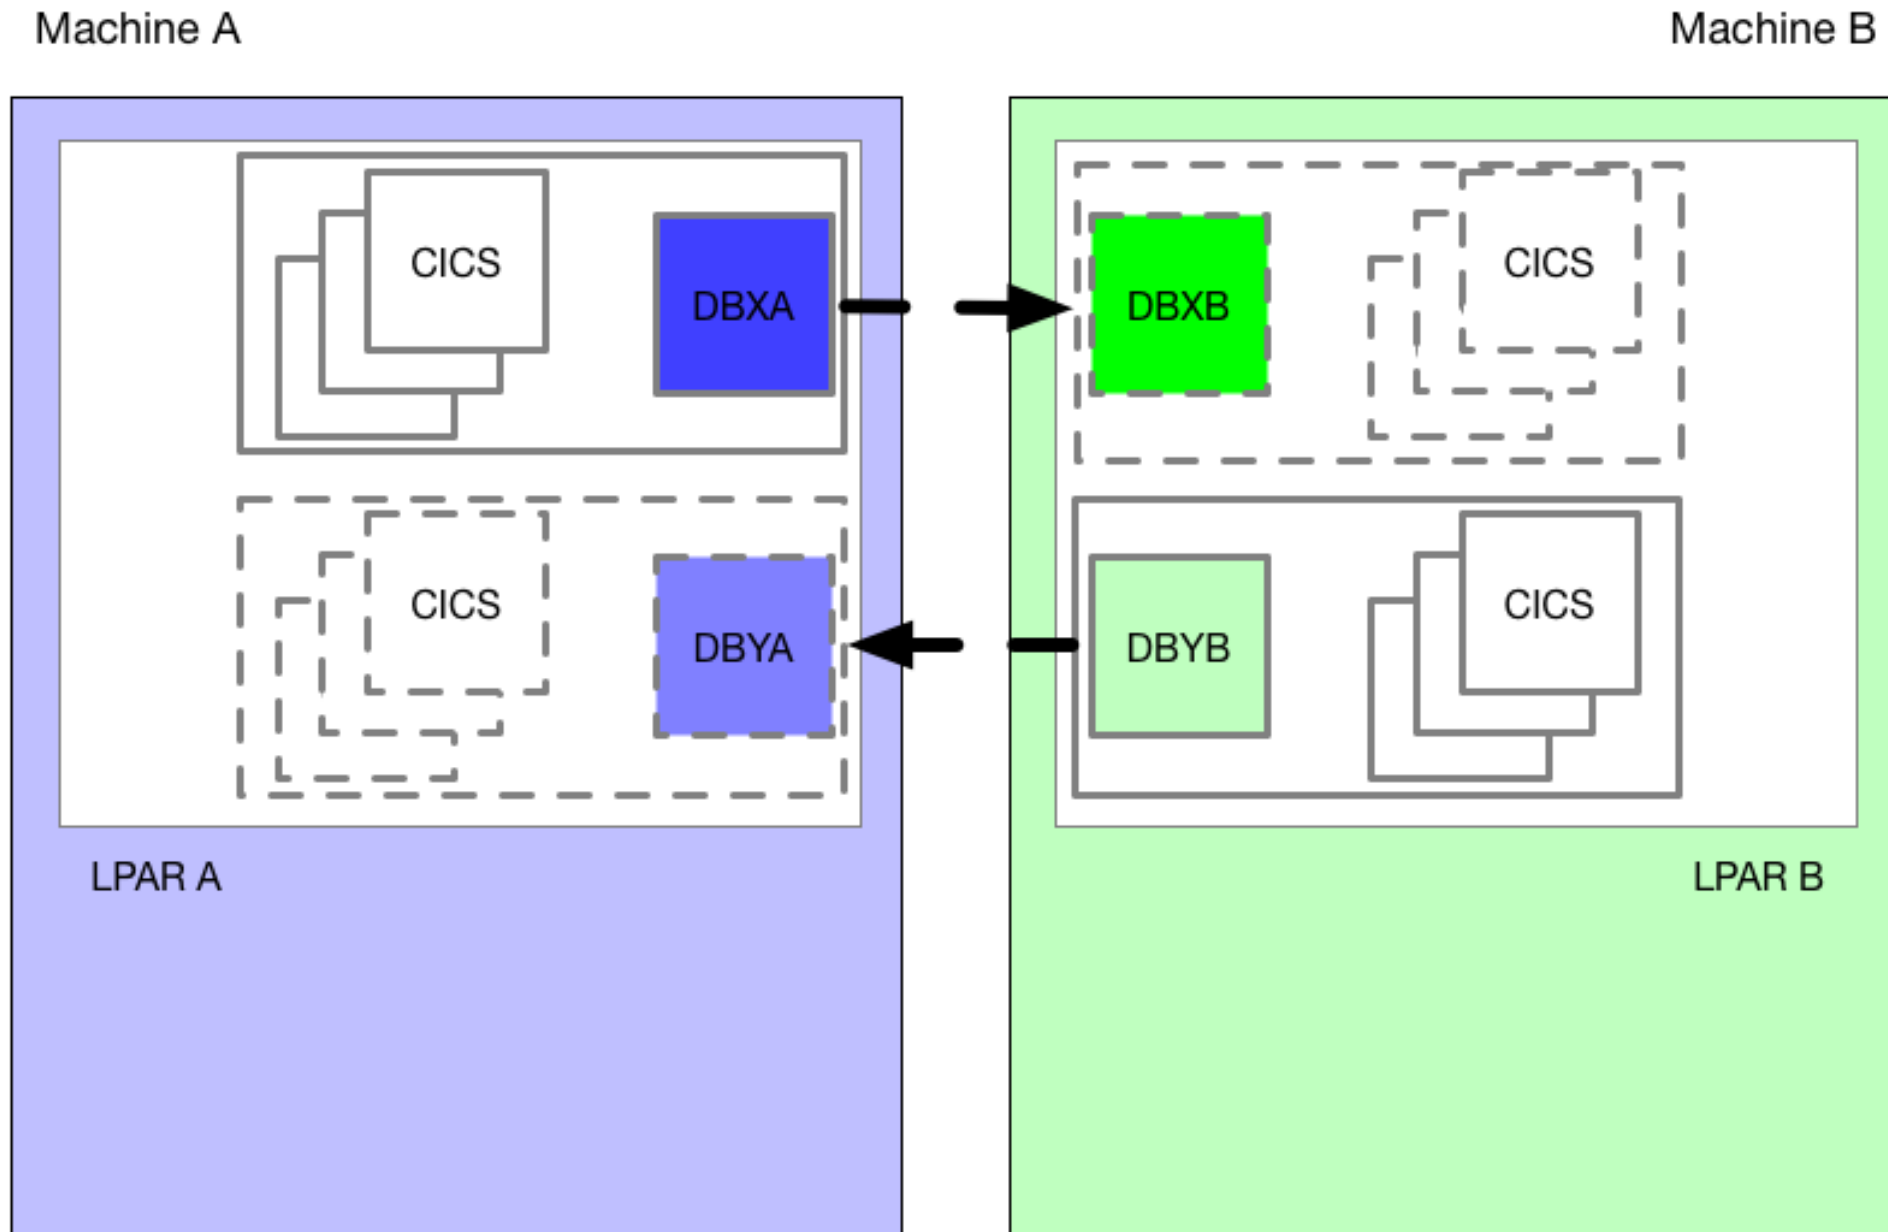 Machine A
Machine B
CICS
DBXA
DBXB
CICS
CICS
DBYA
DBYB
CICS
LPAR A
LPAR B